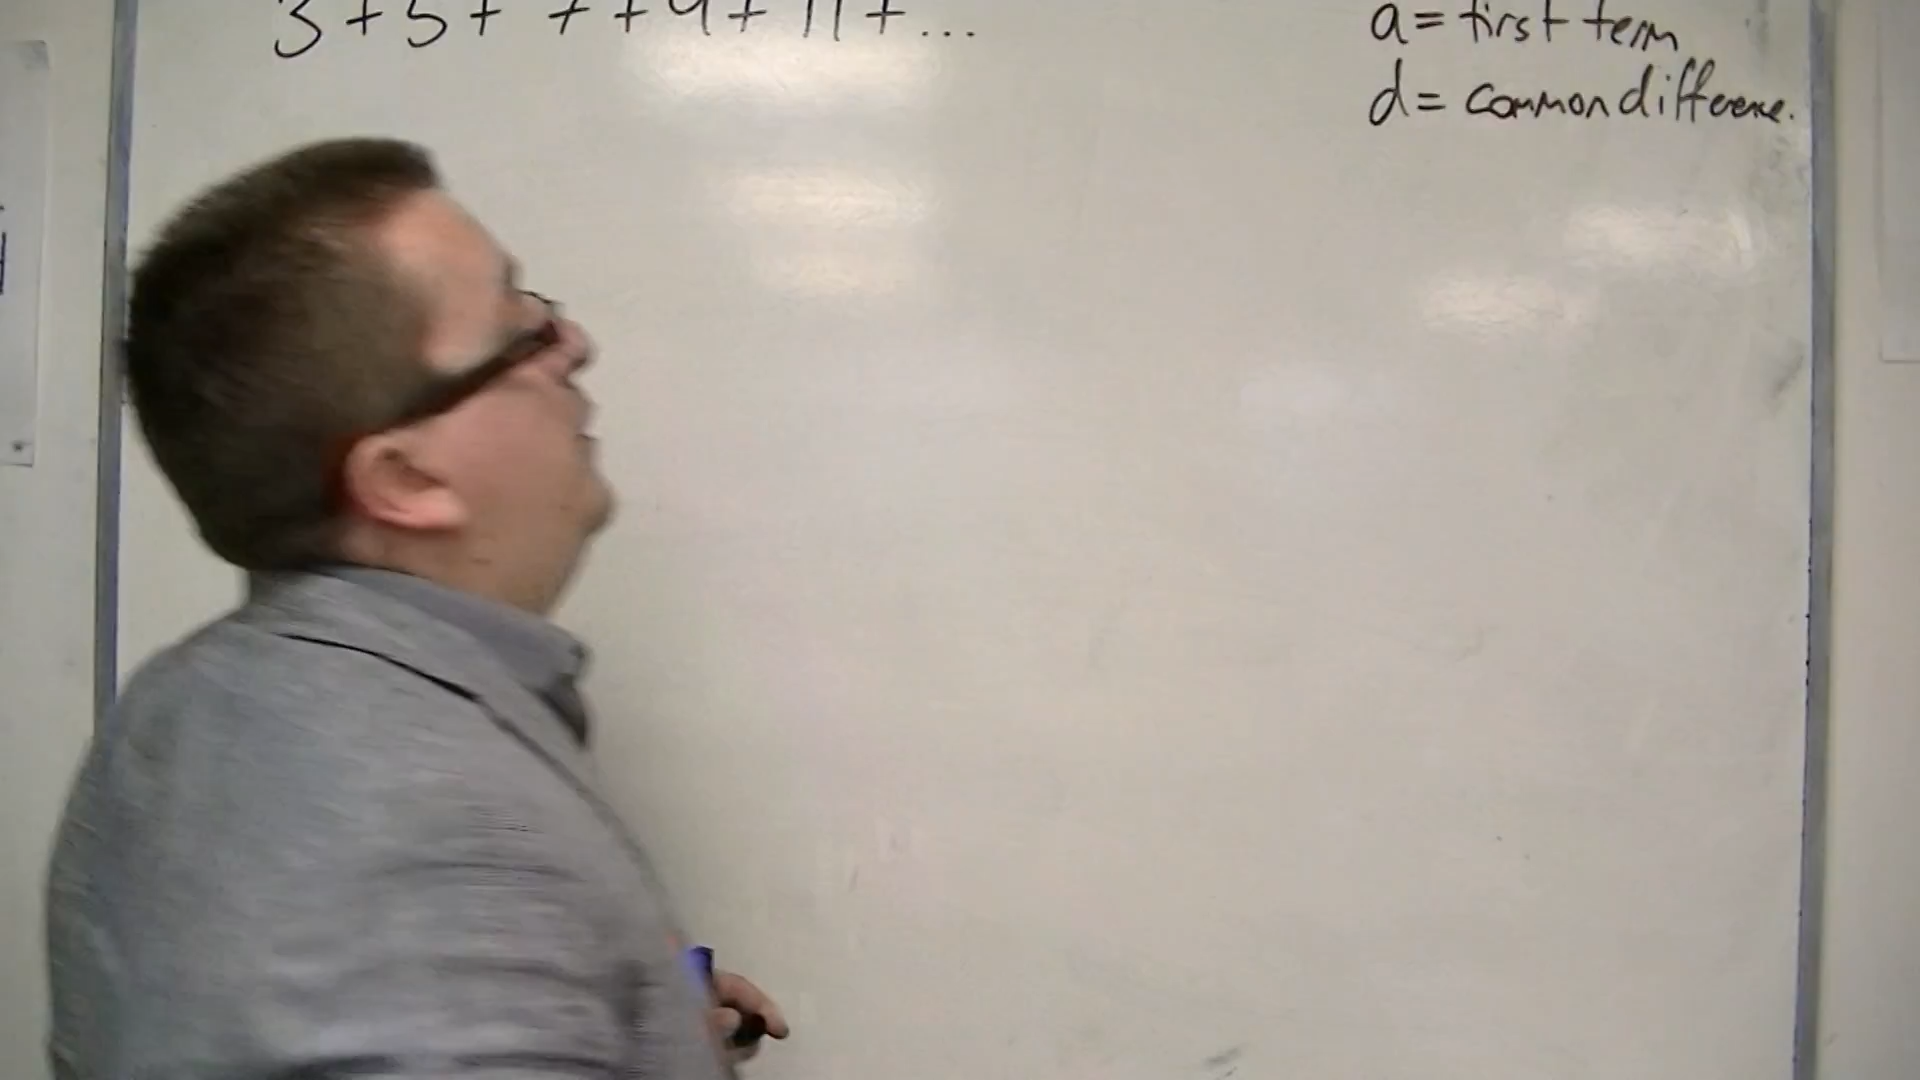 3 + 5 + 7 + 9 + 11 + ...
a = first term
d = common difference.